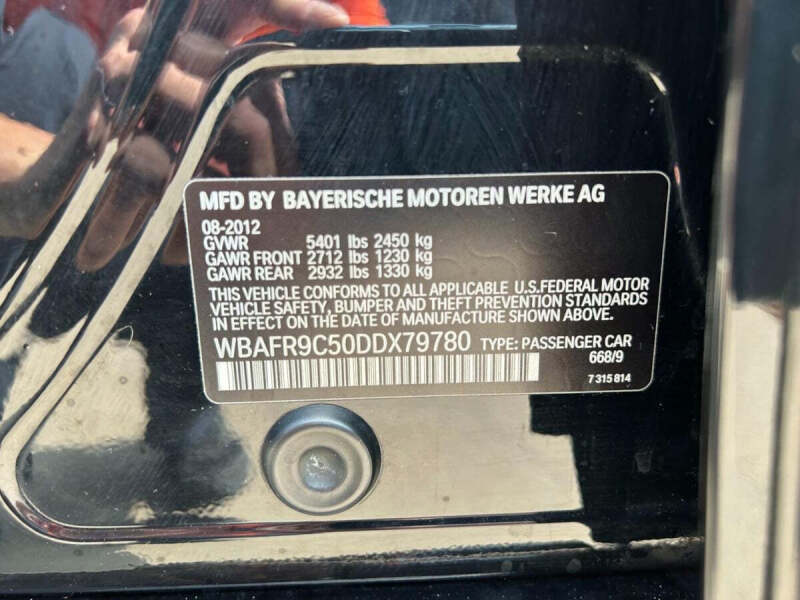 MFD BY BAYERISCHE MOTOREN WERKE AG
08-2012
GVWR 5401 lbs 2450 kg
GAWR FRONT 2712 lbs 1230 kg
GAWR REAR 2932 lbs 1330 kg
THIS VEHICLE CONFORMS TO ALL APPLICABLE U.S.FEDERAL MOTOR
VEHICLE SAFETY, BUMPER AND THEFT PREVENTION STANDARDS
IN EFFECT ON THE DATE OF MANUFACTURE SHOWN ABOVE.
WBAFR9C50DDX79780 TYPE: PASSENGER CAR
668/9
7 315 814